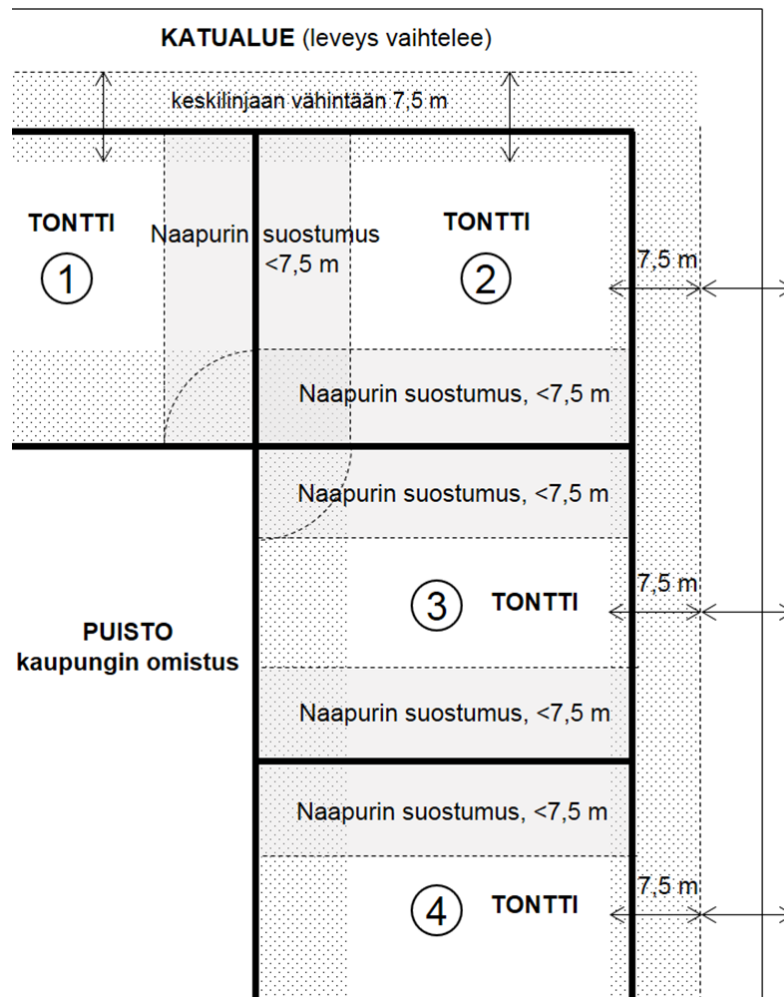 KATUALUE (leveys vaihtelee)
keskilinjaan vähintään 7,5 m
TONTTI
1
Naapurin suostumus
<7,5 m
TONTTI
2
7,5 m
Naapurin suostumus, <7,5 m
Naapurin suostumus, <7,5 m
3 TONTTI
7,5 m
PUISTO
kaupungin omistus
Naapurin suostumus, <7,5 m
Naapurin suostumus, <7,5 m
7,5 m
4 TONTTI